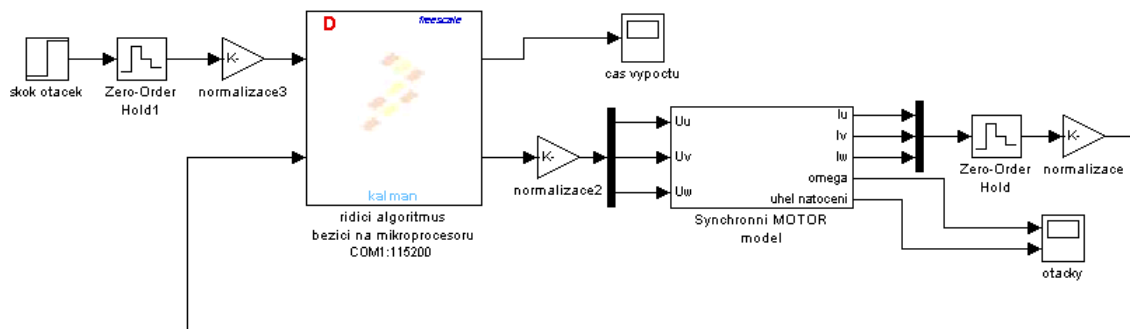 skok otacek
Zero-Order
Hold1
K-
normalizace3
D
freescale
kalman
ridici algoritmus
bezici na mikroprocesoru
COM1:115200
cas vypoctu
K-
normalizace2
Uu
Uv
Uw
Iu
Iv
Iw
omega
uhel natoceni
Synchronni MOTOR
model
Zero-Order
Hold
K-
normalizace
otacky